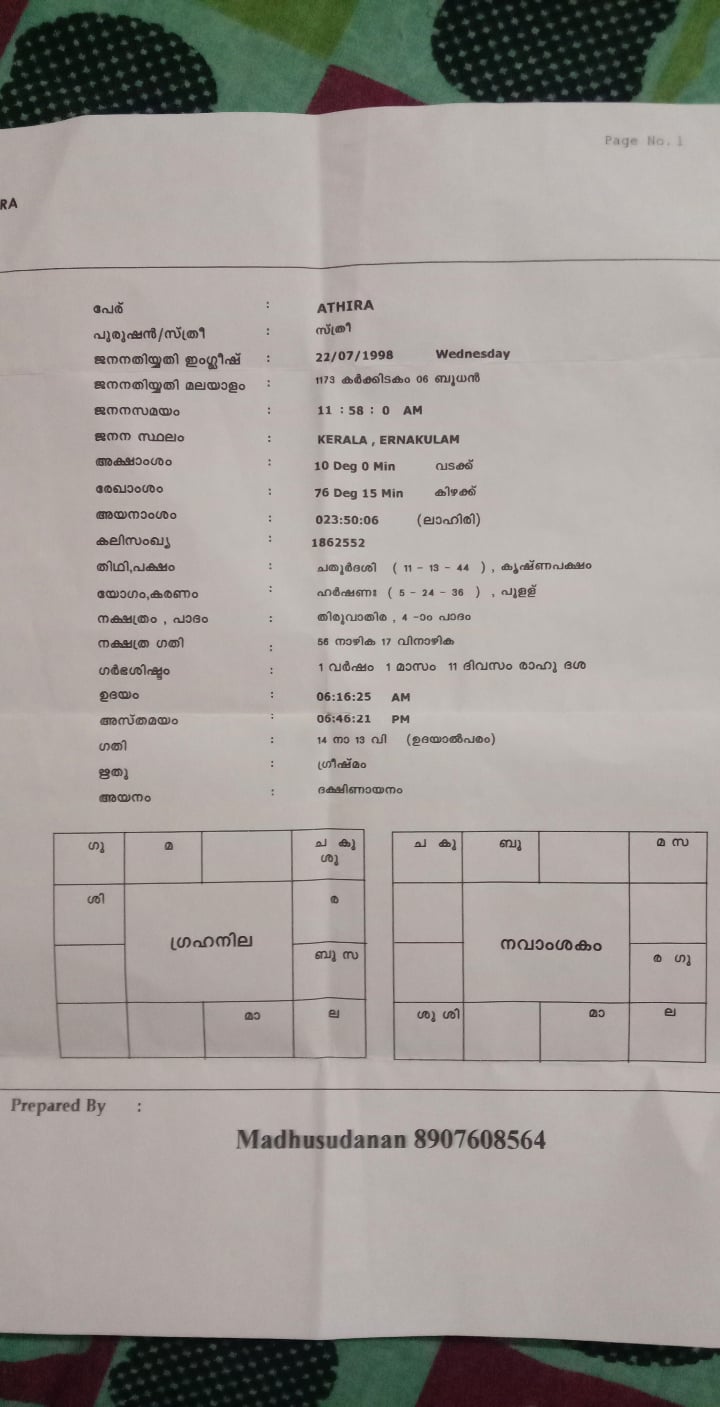 Page No. 1
RA
പേര് : ATHIRA
പുരുഷൻ/സ്ത്രീ : സ്ത്രീ
ജനനതിയ്യതി ഇംഗ്ലീഷ് : 22/07/1998 Wednesday
ജനനതിയ്യതി മലയാളം : 1173 കർക്കിടകം 06 ബുധൻ
ജനനസമയം : 11 : 58 : 0 AM
ജനന സ്ഥലം : KERALA , ERNAKULAM
അക്ഷാംശം : 10 Deg 0 Min വടക്ക്
രേഖാംശം : 76 Deg 15 Min കിഴക്ക്
അയനാംശം : 023:50:06 (ലാഹിരി)
കലിസംഖ്യ : 1862552
തിഥി,പക്ഷം : ചതുർദശി ( 11 - 13 - 44 ) , കൃഷ്ണപക്ഷം
യോഗം,കരണം : ഹർഷണഃ ( 5 - 24 - 36 ) , പുള്ള്
നക്ഷത്രം , പാദം : തിരുവാതിര , 4 -ാം പാദം
നക്ഷത്ര ഗതി : 56 നാഴിക 17 വിനാഴിക
ഗർഭശിഷ്ടം : 1 വർഷം 1 മാസം 11 ദിവസം രാഹു ദശ
ഉദയം : 06:16:25 AM
അസ്തമയം : 06:46:21 PM
ഗതി : 14 നാ 13 വി (ഉദയാൽപരം)
ഋതു : ഗ്രീഷ്മം
അയനം : ദക്ഷിണായനം
ഗു മ ച കു
ശു
ശി ര
ഗ്രഹനില
ബു സ
മാ ല
ച കു ബു മ സ
നവാംശകം
ര ഗു
ശു ശി മാ ല
Prepared By :
Madhusudanan 8907608564